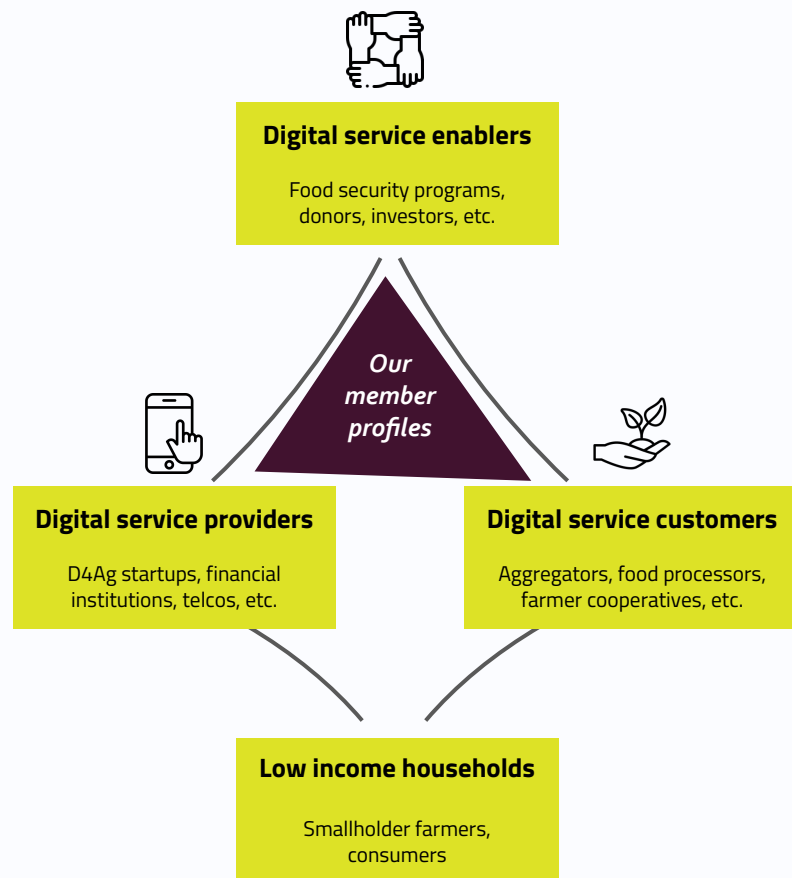 Digital service enablers
Food security programs,
donors, investors, etc.
Our
member
profiles
Digital service providers
D4Ag startups, financial
institutions, telcos, etc.
Digital service customers
Aggregators, food processors,
farmer cooperatives, etc.
Low income households
Smallholder farmers,
consumers